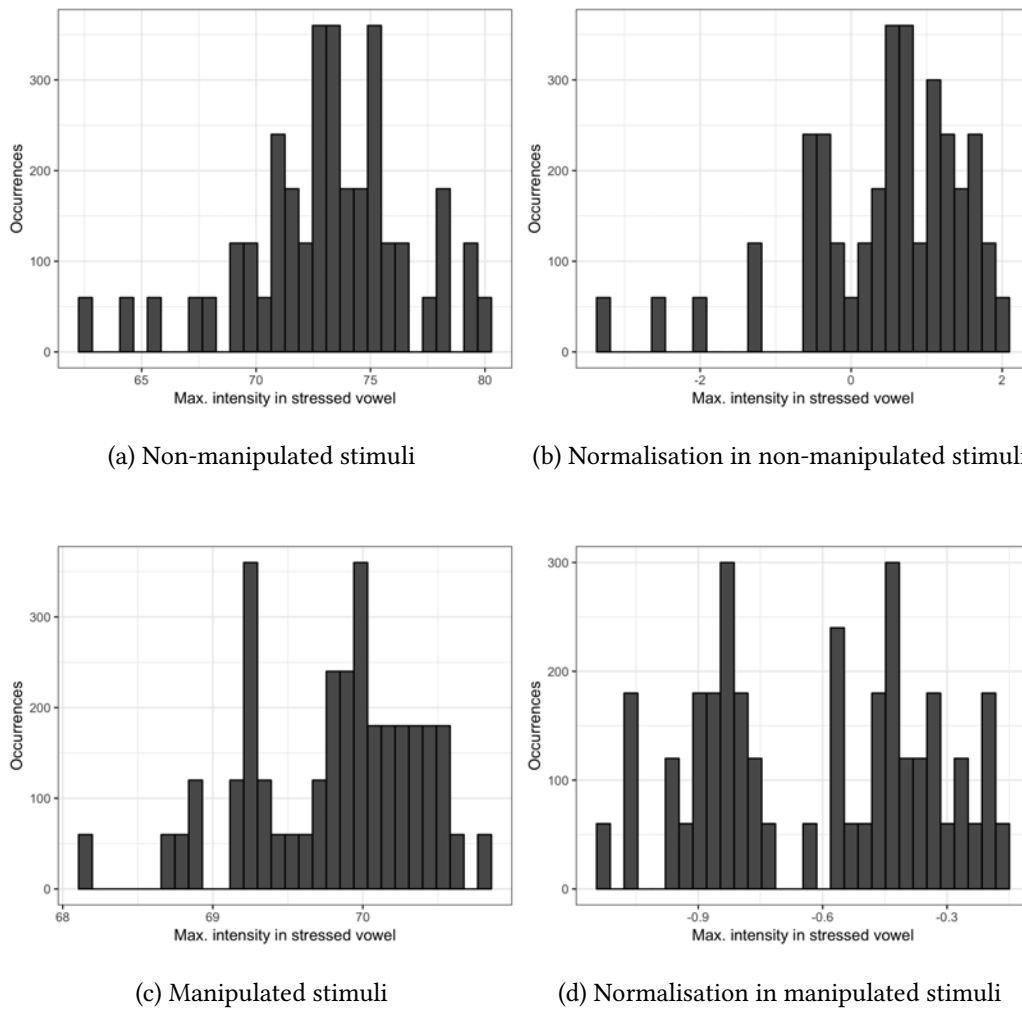 300
200
100
0
Occurrences
65
70
75
80
Max. intensity in stressed vowel
(a) Non-manipulated stimuli
300
200
100
0
Occurrences
-2
0
2
Max. intensity in stressed vowel
(b) Normalisation in non-manipulated stimuli
300
200
100
0
Occurrences
68
69
70
Max. intensity in stressed vowel
(c) Manipulated stimuli
300
200
100
0
Occurrences
-0.9
-0.6
-0.3
Max. intensity in stressed vowel
(d) Normalisation in manipulated stimuli